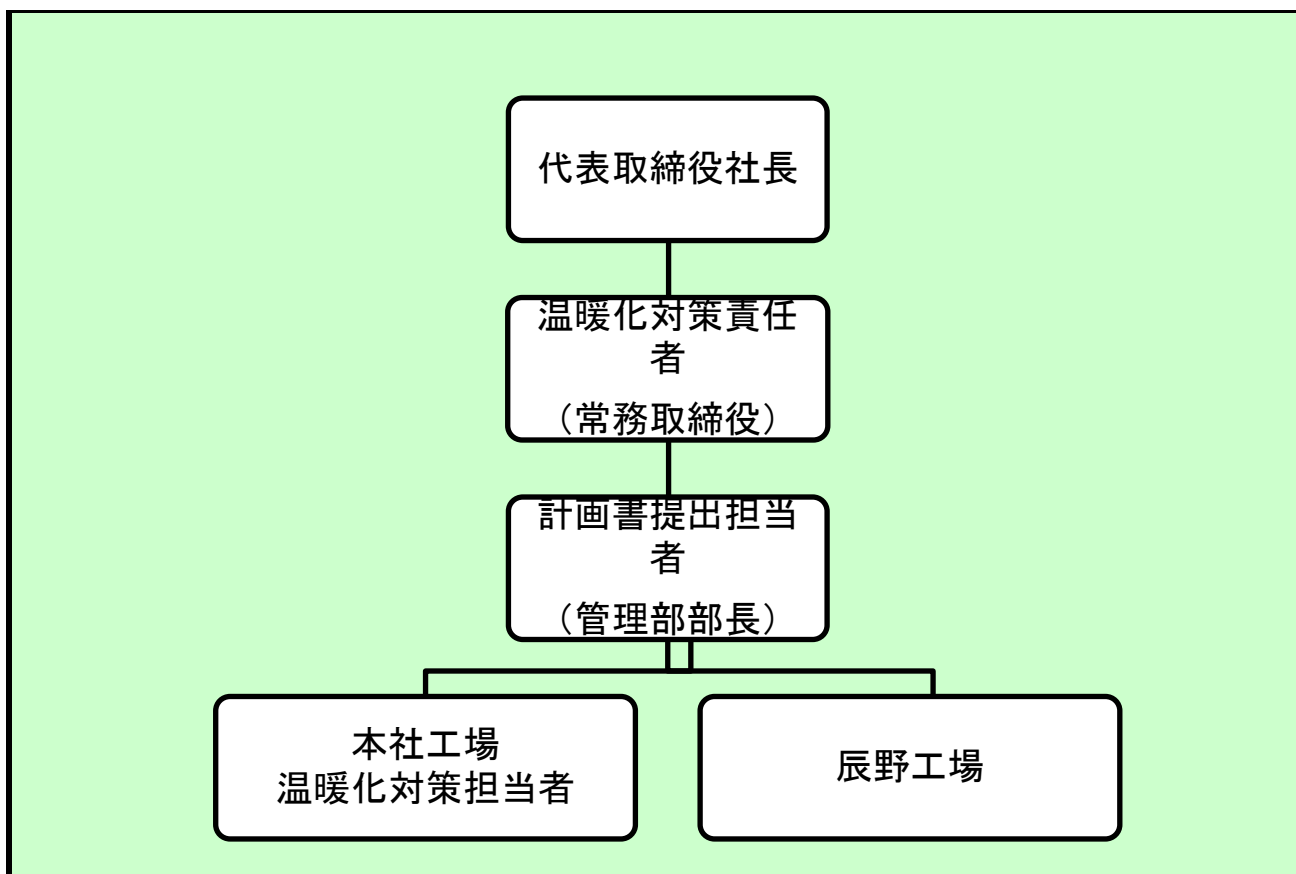 代表取締役社長
温暖化対策責任
者
（常務取締役）
計画書提出担当
者
（管理部部長）
本社工場
温暖化対策担当者
辰野工場